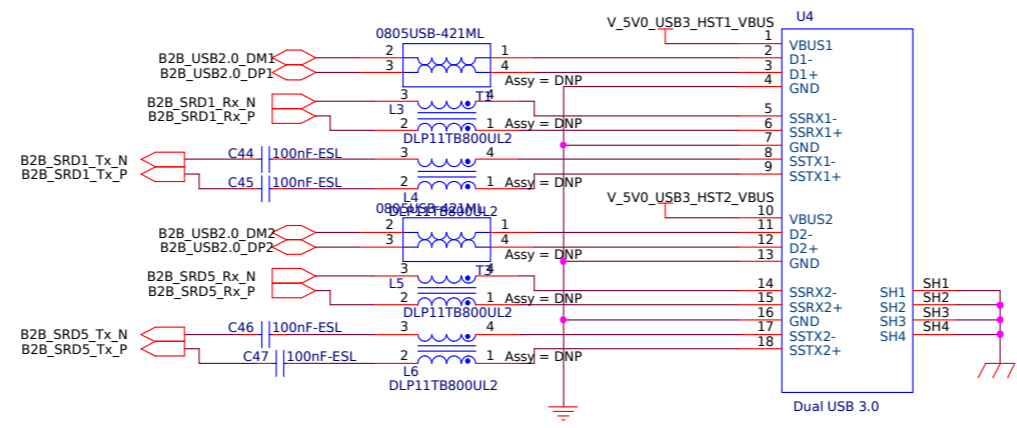 U4
V_5V0_USB3_HST1_VBUS
0805USB-421ML
1 VBUS1
B2B_USB2.0_DM1 2 1 2 D1-
B2B_USB2.0_DP1 3 4 3 D1+
Assy = DNP 4 GND
B2B_SRD1_Rx_N 3 T1 4 5 SSRX1-
B2B_SRD1_Rx_P L3 2 1 Assy = DNP 6 SSRX1+
DLP11TB800UL2 7 GND
B2B_SRD1_Tx_N C44 100nF-ESL 3 4 8 SSTX1-
B2B_SRD1_Tx_P C45 100nF-ESL 2 1 Assy = DNP 9 SSTX1+
L4
DLP11TB800UL2
V_5V0_USB3_HST2_VBUS
0805USB-421ML
10 VBUS2
B2B_USB2.0_DM2 2 1 11 D2-
B2B_USB2.0_DP2 3 4 12 D2+
Assy = DNP 13 GND
B2B_SRD5_Rx_N 3 T3 4 14 SSRX2- SH1 SH1
B2B_SRD5_Rx_P L5 2 1 Assy = DNP 15 SSRX2+ SH2 SH2
DLP11TB800UL2 16 GND SH3 SH3
B2B_SRD5_Tx_N C46 100nF-ESL 3 4 17 SSTX2- SH4 SH4
B2B_SRD5_Tx_P C47 100nF-ESL 2 1 Assy = DNP 18 SSTX2+
L6
DLP11TB800UL2
Dual USB 3.0